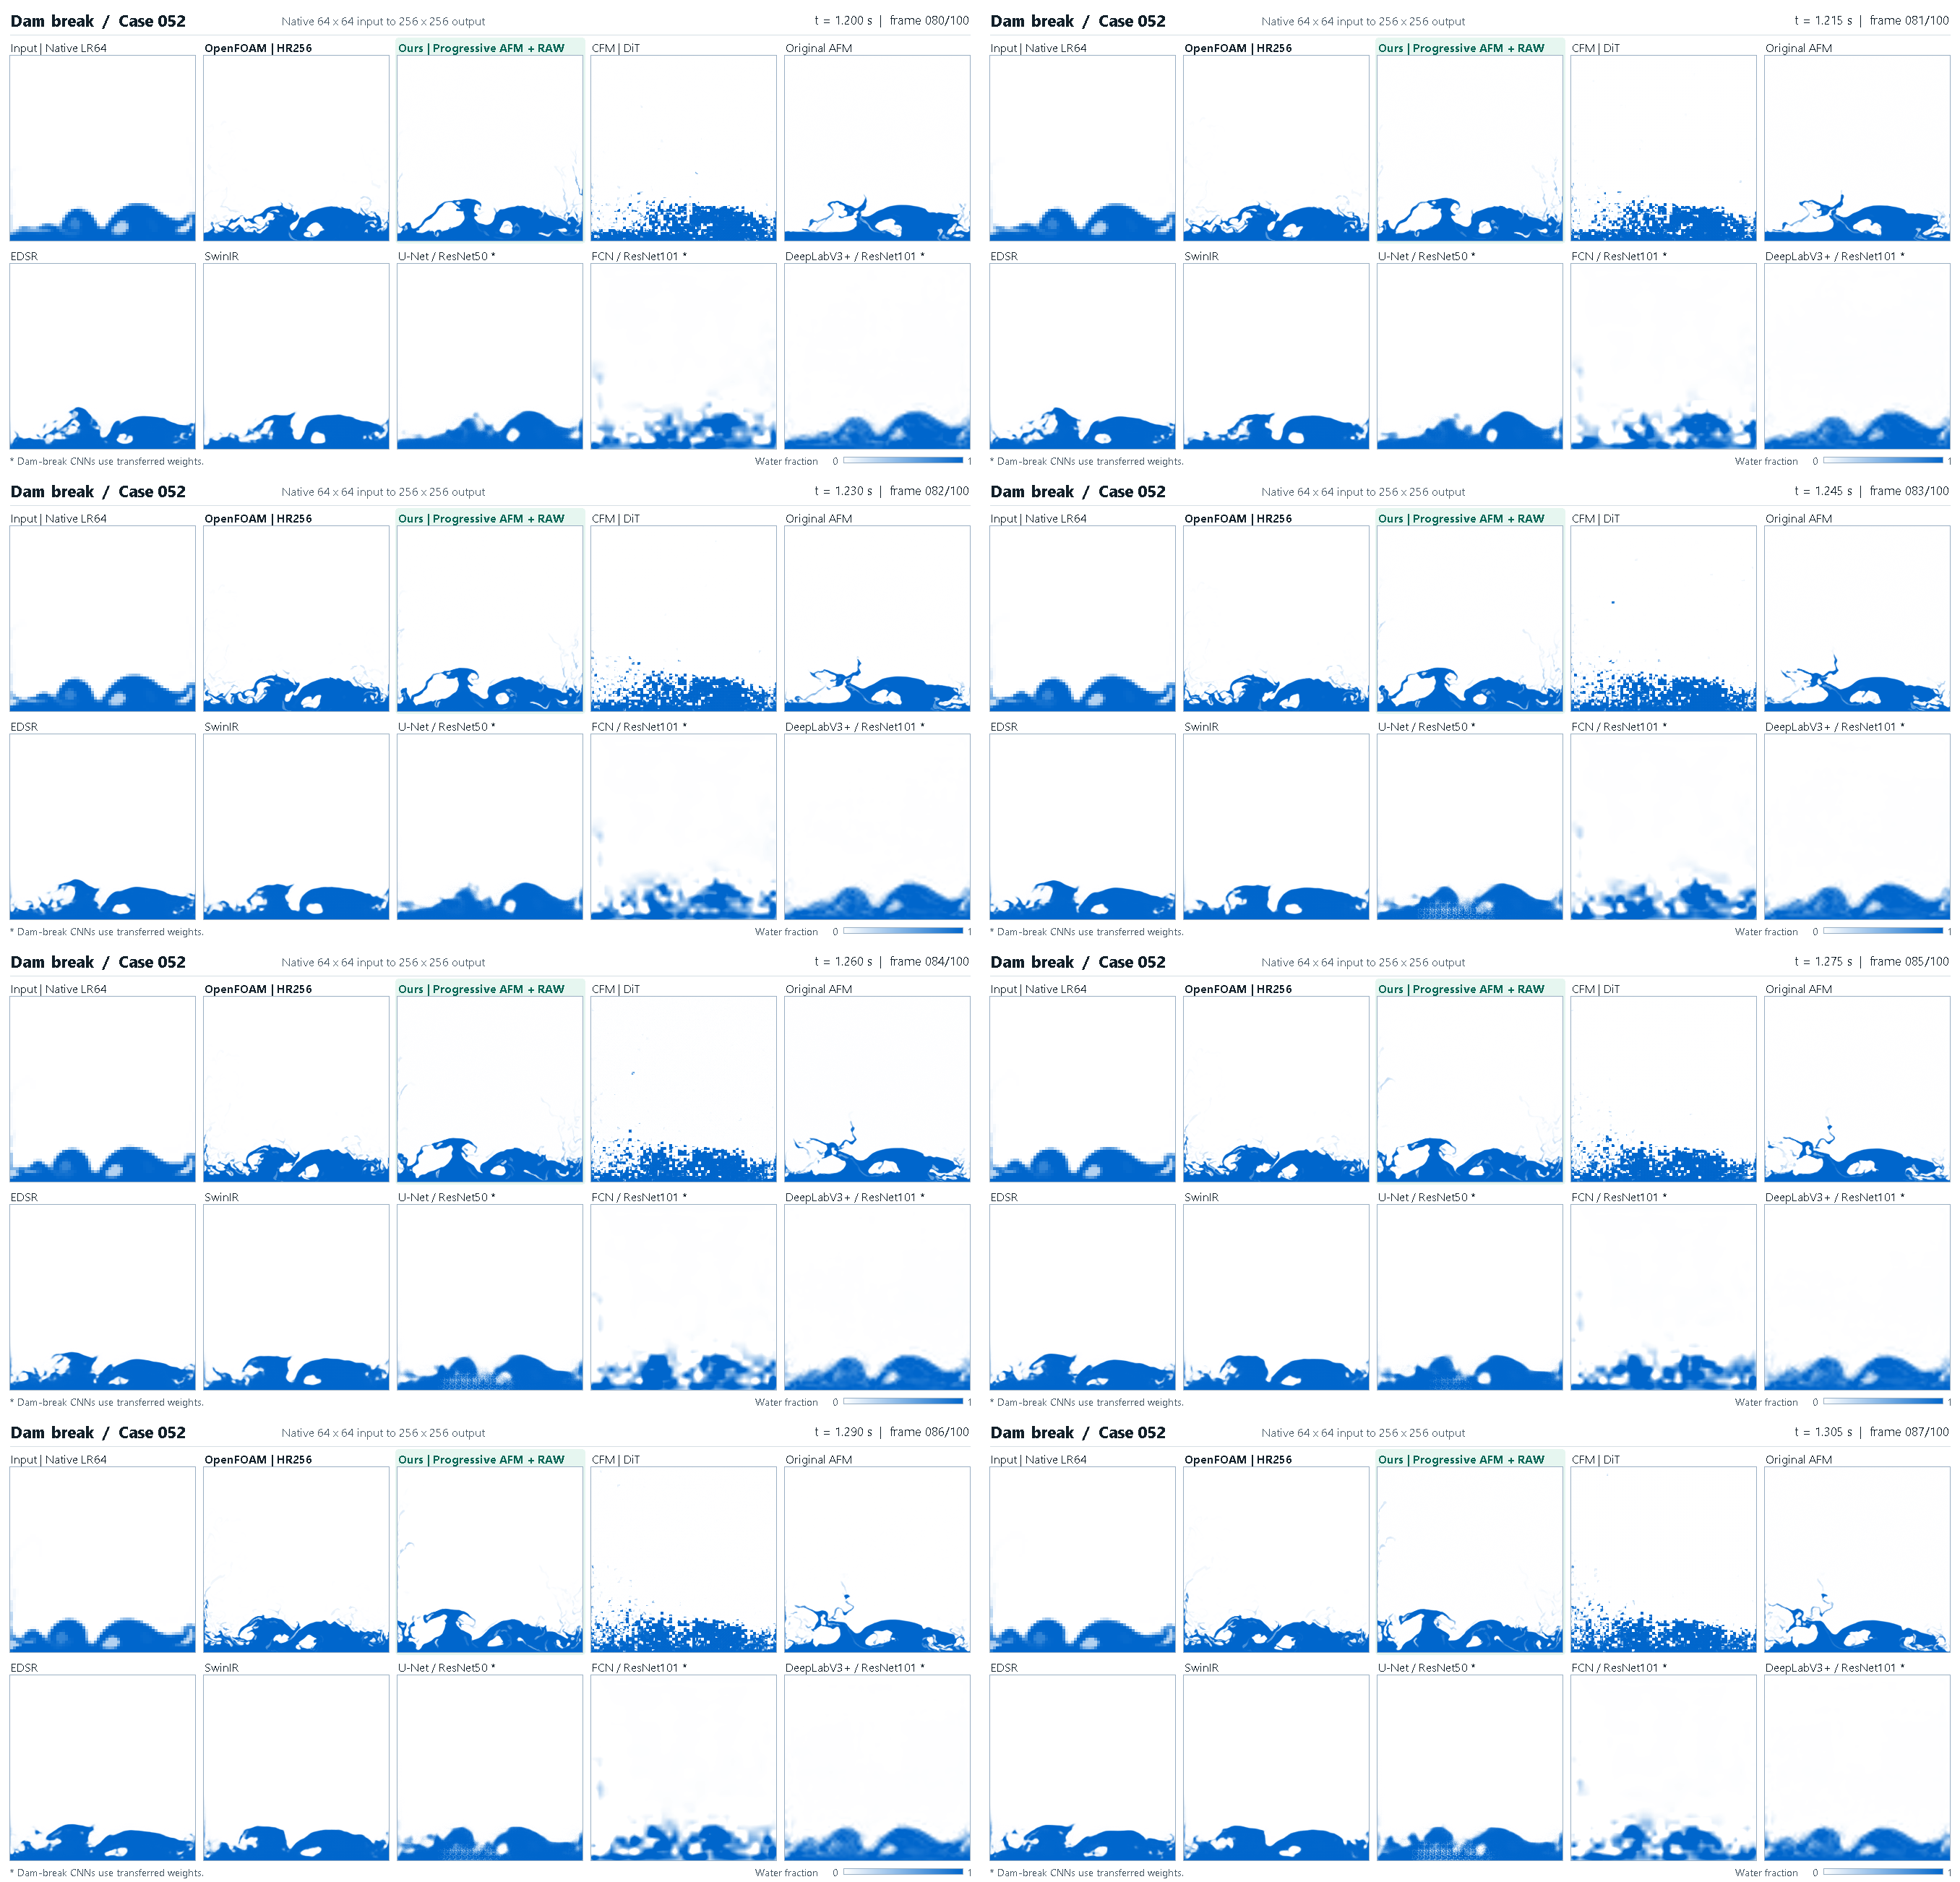 Dam break / Case 052 Native 64 x 64 input to 256 x 256 output t = 1.200 s | frame 080/100
Input | Native LR64 OpenFOAM | HR256 Ours | Progressive AFM + RAW CFM | DiT Original AFM
EDSR SwinIR U-Net / ResNet50 * FCN / ResNet101 * DeepLabV3+ / ResNet101 *
* Dam-break CNNs use transferred weights. Water fraction 0 1
Dam break / Case 052 Native 64 x 64 input to 256 x 256 output t = 1.215 s | frame 081/100
Input | Native LR64 OpenFOAM | HR256 Ours | Progressive AFM + RAW CFM | DiT Original AFM
EDSR SwinIR U-Net / ResNet50 * FCN / ResNet101 * DeepLabV3+ / ResNet101 *
* Dam-break CNNs use transferred weights. Water fraction 0 1
Dam break / Case 052 Native 64 x 64 input to 256 x 256 output t = 1.230 s | frame 082/100
Input | Native LR64 OpenFOAM | HR256 Ours | Progressive AFM + RAW CFM | DiT Original AFM
EDSR SwinIR U-Net / ResNet50 * FCN / ResNet101 * DeepLabV3+ / ResNet101 *
* Dam-break CNNs use transferred weights. Water fraction 0 1
Dam break / Case 052 Native 64 x 64 input to 256 x 256 output t = 1.245 s | frame 083/100
Input | Native LR64 OpenFOAM | HR256 Ours | Progressive AFM + RAW CFM | DiT Original AFM
EDSR SwinIR U-Net / ResNet50 * FCN / ResNet101 * DeepLabV3+ / ResNet101 *
* Dam-break CNNs use transferred weights. Water fraction 0 1
Dam break / Case 052 Native 64 x 64 input to 256 x 256 output t = 1.260 s | frame 084/100
Input | Native LR64 OpenFOAM | HR256 Ours | Progressive AFM + RAW CFM | DiT Original AFM
EDSR SwinIR U-Net / ResNet50 * FCN / ResNet101 * DeepLabV3+ / ResNet101 *
* Dam-break CNNs use transferred weights. Water fraction 0 1
Dam break / Case 052 Native 64 x 64 input to 256 x 256 output t = 1.275 s | frame 085/100
Input | Native LR64 OpenFOAM | HR256 Ours | Progressive AFM + RAW CFM | DiT Original AFM
EDSR SwinIR U-Net / ResNet50 * FCN / ResNet101 * DeepLabV3+ / ResNet101 *
* Dam-break CNNs use transferred weights. Water fraction 0 1
Dam break / Case 052 Native 64 x 64 input to 256 x 256 output t = 1.290 s | frame 086/100
Input | Native LR64 OpenFOAM | HR256 Ours | Progressive AFM + RAW CFM | DiT Original AFM
EDSR SwinIR U-Net / ResNet50 * FCN / ResNet101 * DeepLabV3+ / ResNet101 *
* Dam-break CNNs use transferred weights. Water fraction 0 1
Dam break / Case 052 Native 64 x 64 input to 256 x 256 output t = 1.305 s | frame 087/100
Input | Native LR64 OpenFOAM | HR256 Ours | Progressive AFM + RAW CFM | DiT Original AFM
EDSR SwinIR U-Net / ResNet50 * FCN / ResNet101 * DeepLabV3+ / ResNet101 *
* Dam-break CNNs use transferred weights. Water fraction 0 1